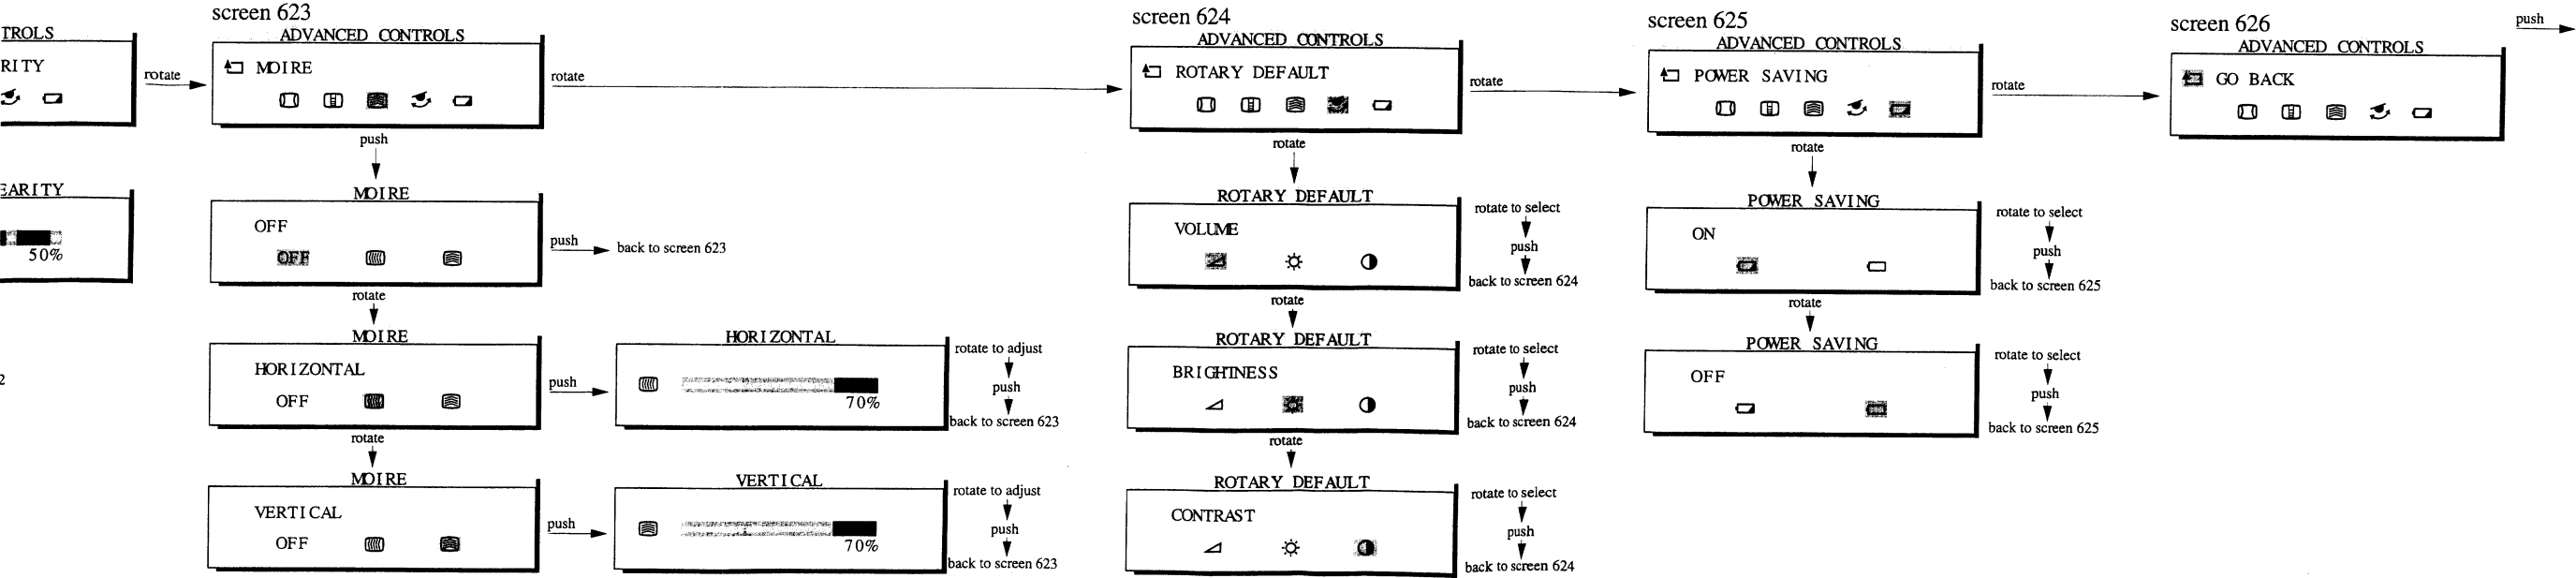 TROLS
RITY
rotate
EARITY
50%
2
screen 623
ADVANCED CONTROLS
MOIRE
rotate
push
MOIRE
OFF
OFF
push
back to screen 623
rotate
MOIRE
HORIZONTAL
OFF
push
HORIZONTAL
70%
rotate to adjust
push
back to screen 623
rotate
MOIRE
VERTICAL
OFF
push
VERTICAL
70%
rotate to adjust
push
back to screen 623
screen 624
ADVANCED CONTROLS
ROTARY DEFAULT
rotate
rotate
ROTARY DEFAULT
VOLUME
rotate to select
push
back to screen 624
rotate
ROTARY DEFAULT
BRIGHTNESS
rotate to select
push
back to screen 624
rotate
ROTARY DEFAULT
CONTRAST
rotate to select
push
back to screen 624
screen 625
ADVANCED CONTROLS
POWER SAVING
rotate
rotate
POWER SAVING
ON
rotate to select
push
back to screen 625
rotate
POWER SAVING
OFF
rotate to select
push
back to screen 625
screen 626
ADVANCED CONTROLS
GO BACK
push